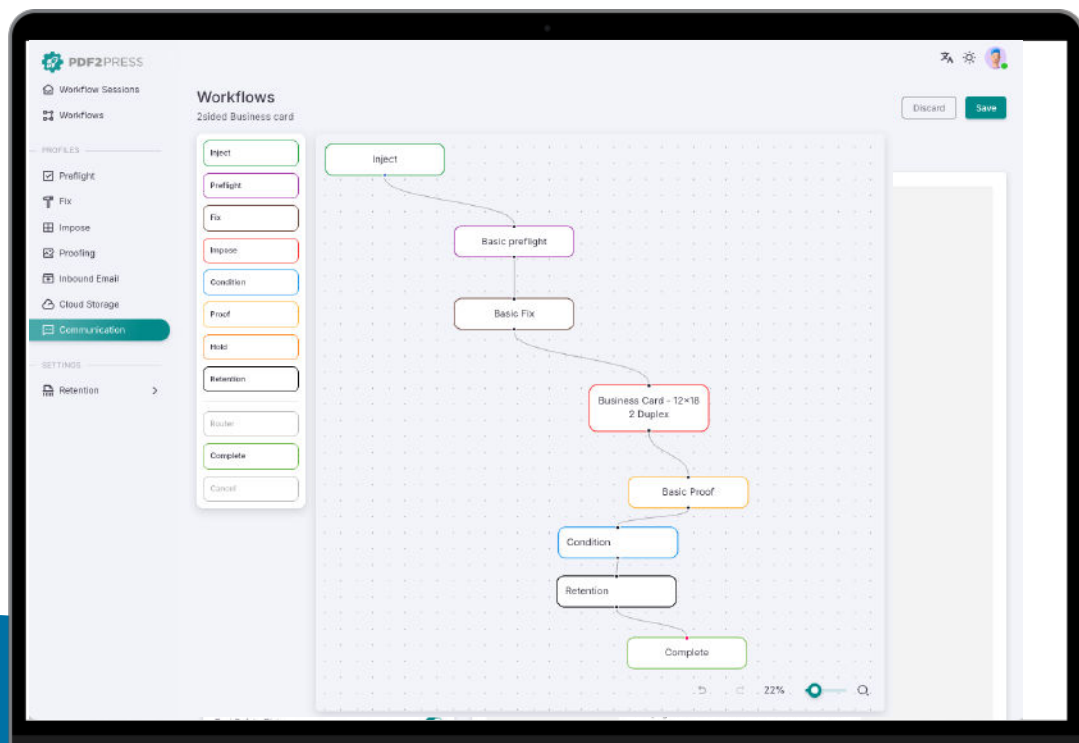 PDF2PRESS
Workflow Sessions
Workflows
PROFILES
Preflight
Fix
Impose
Proofing
Inbound Email
Cloud Storage
Communication
SETTINGS
Retention
Workflows
2sided Business card
Discard
Save
Inject
Preflight
Fix
Impose
Condition
Proof
Hold
Retention
Router
Complete
Cancel
Inject
Basic preflight
Basic Fix
Business Card - 12×18
2 Duplex
Basic Proof
Condition
Retention
Complete
22%